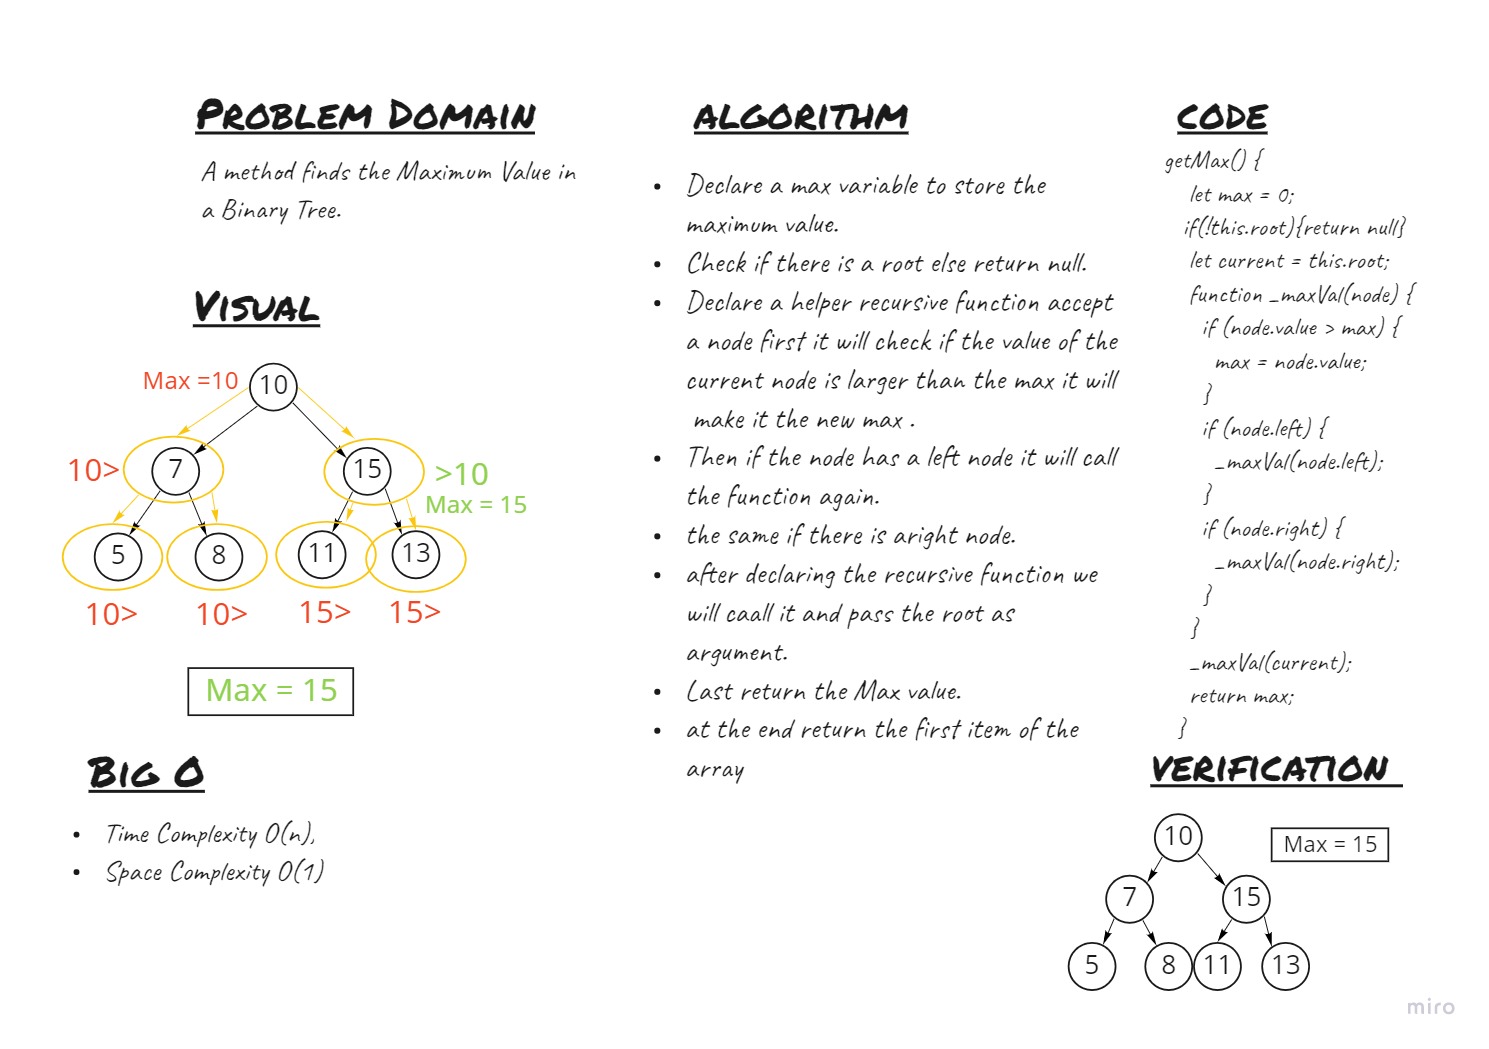 PROBLEM DOMAIN
A method finds the Maximum Value in
a Binary Tree.
VISUAL
Max =10
10
10>
7
15
>10
Max = 15
5
8
11
13
10>
10>
15>
15>
Max = 15
BIG O
• Time Complexity O(n),
• Space Complexity O(1)
ALGORITHM
• Declare a max variable to store the
maximum value.
• Check if there is a root else return null.
• Declare a helper recursive function accept
a node first it will check if the value of the
current node is larger than the max it will
make it the new max .
• Then if the node has a left node it will call
the function again.
• the same if there is aright node.
• after declaring the recursive function we
will caall it and pass the root as
argument.
• Last return the Max value.
• at the end return the first item of the
array
CODE
getMax() {
let max = 0;
if(!this.root){return null}
let current = this.root;
function _maxVal(node) {
if (node.value > max) {
max = node.value;
}
if (node.left) {
_maxVal(node.left);
}
if (node.right) {
_maxVal(node.right);
}
}
_maxVal(current);
return max;
}
VERIFICATION
10
Max = 15
7
15
5
8
11
13
miro